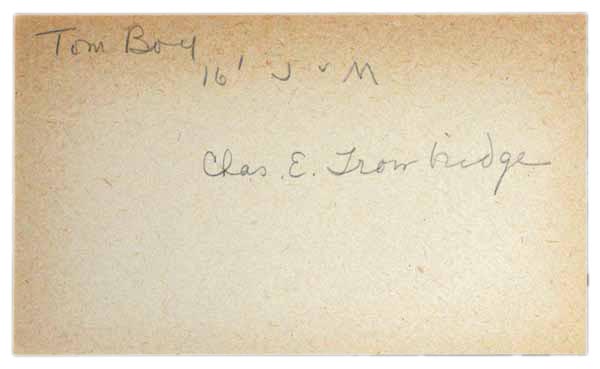 Tom Boy
16' J & M
Chas. E. Trowbridge